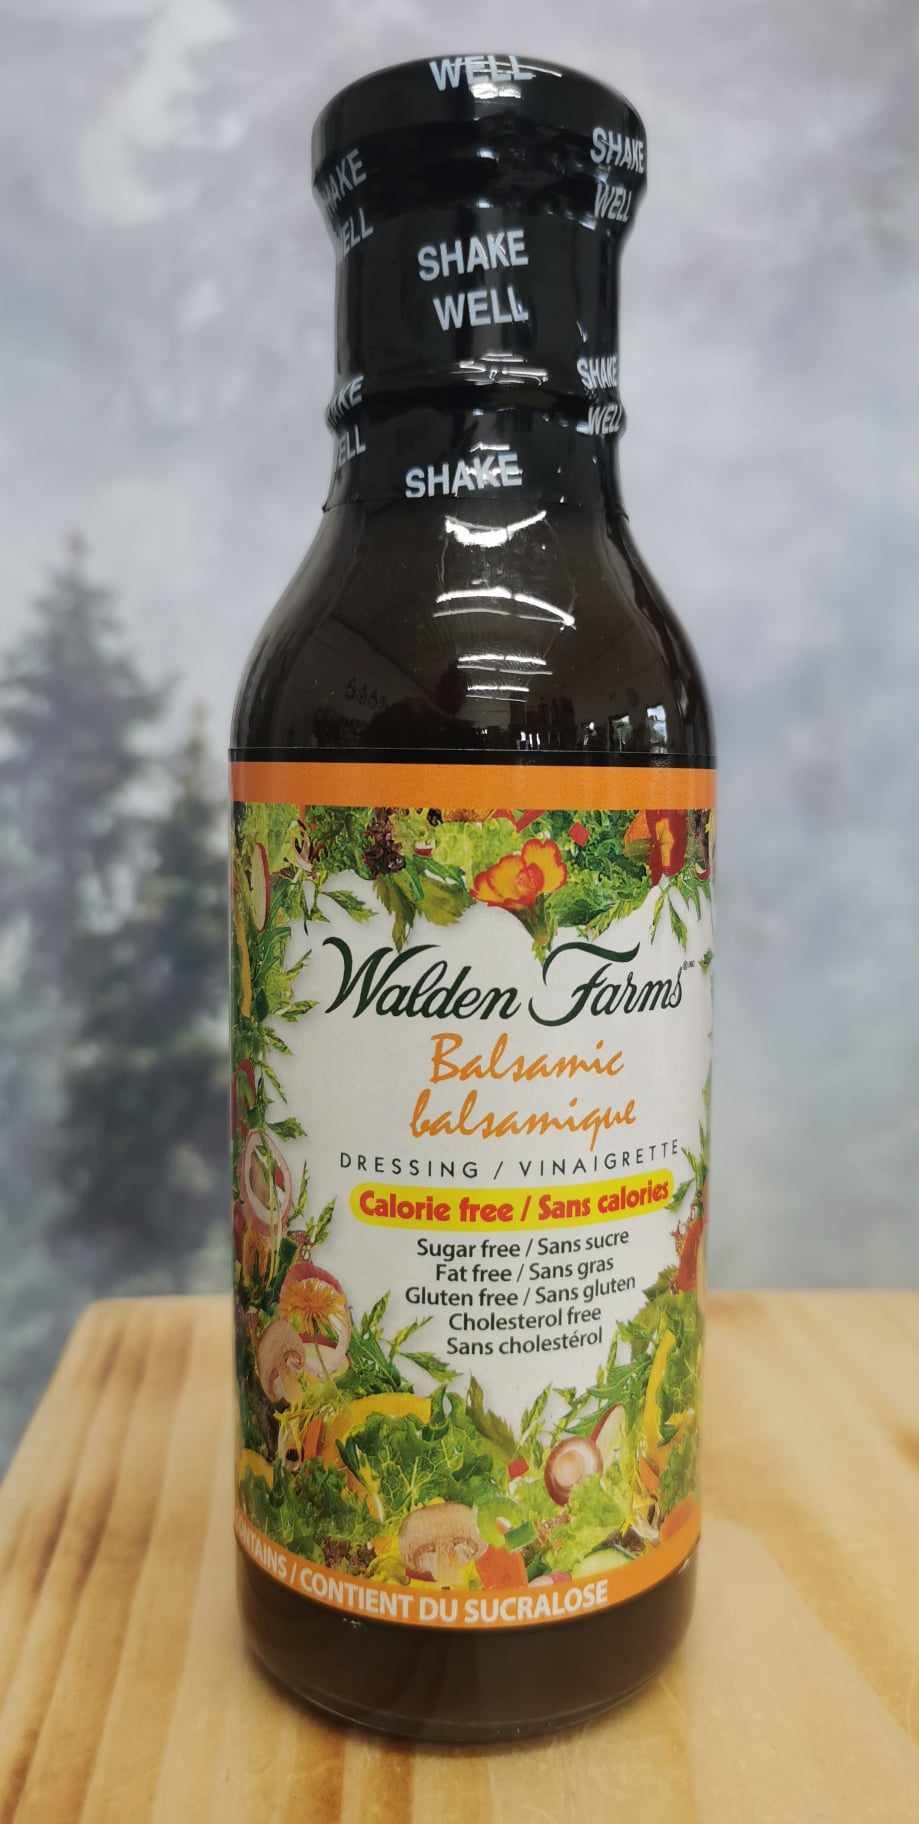 WELL
SHAKE
SHAKE
WELL
SHAKE
WELL
SHAKE
WELL
SHAKE
Walden Farms
Balsamic
balsamique
DRESSING / VINAIGRETTE
Calorie free / Sans calories
Sugar free / Sans sucre
Fat free / Sans gras
Gluten free / Sans gluten
Cholesterol free
Sans cholestérol
/ CONTIENT DU SUCRALOSE